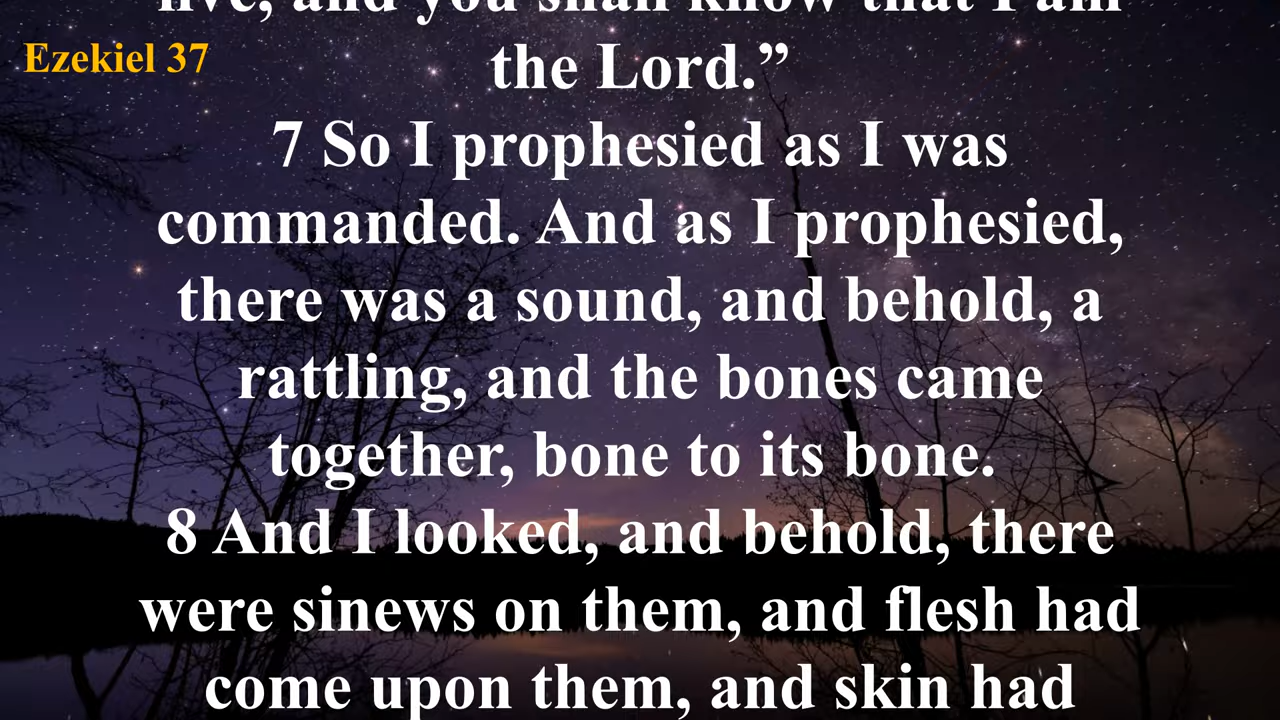 Ezekiel 37
live, and you shall know that I am
the Lord.”
7 So I prophesied as I was
commanded. And as I prophesied,
there was a sound, and behold, a
rattling, and the bones came
together, bone to its bone.
8 And I looked, and behold, there
were sinews on them, and flesh had
come upon them, and skin had